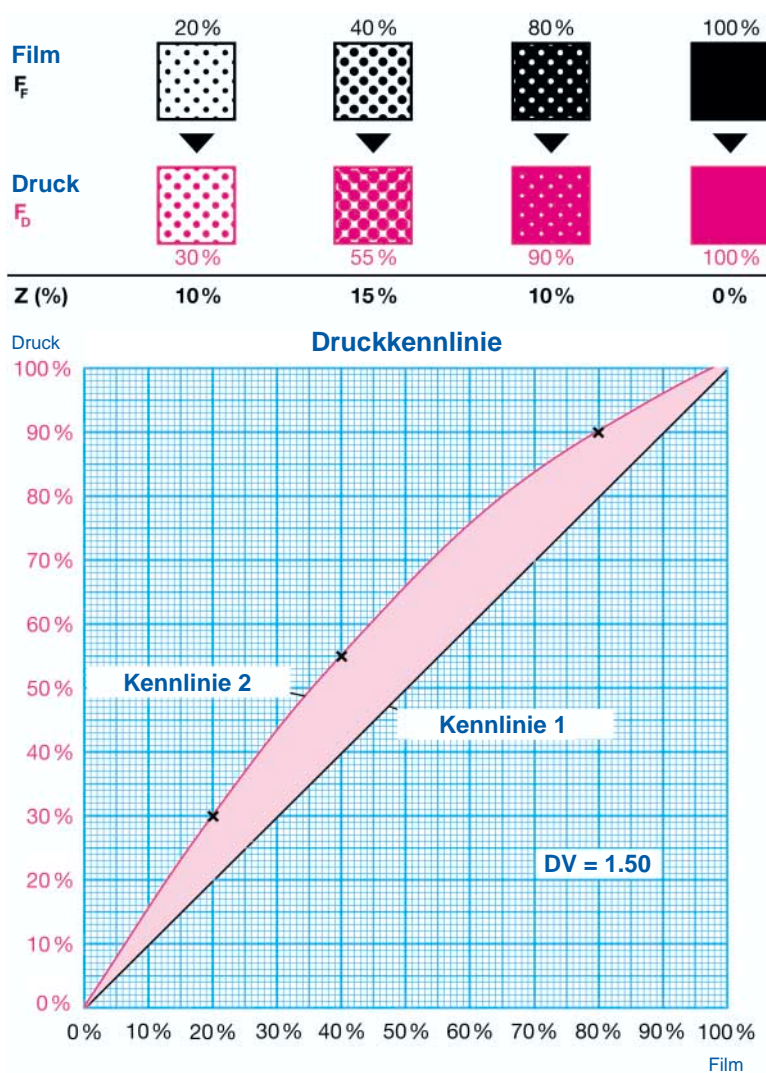 20 % 40 % 80 % 100 %
Film
F_F
Druck
F_D
30 % 55 % 90 % 100 %
Z (%) 10 % 15 % 10 % 0 %
Druck Druckkennlinie
100 %
90 %
80 %
70 %
60 %
50 %
Kennlinie 2
Kennlinie 1
40 %
30 %
DV = 1.50
20 %
10 %
0 %
0 % 10 % 20 % 30 % 40 % 50 % 60 % 70 % 80 % 90 % 100 %
Film